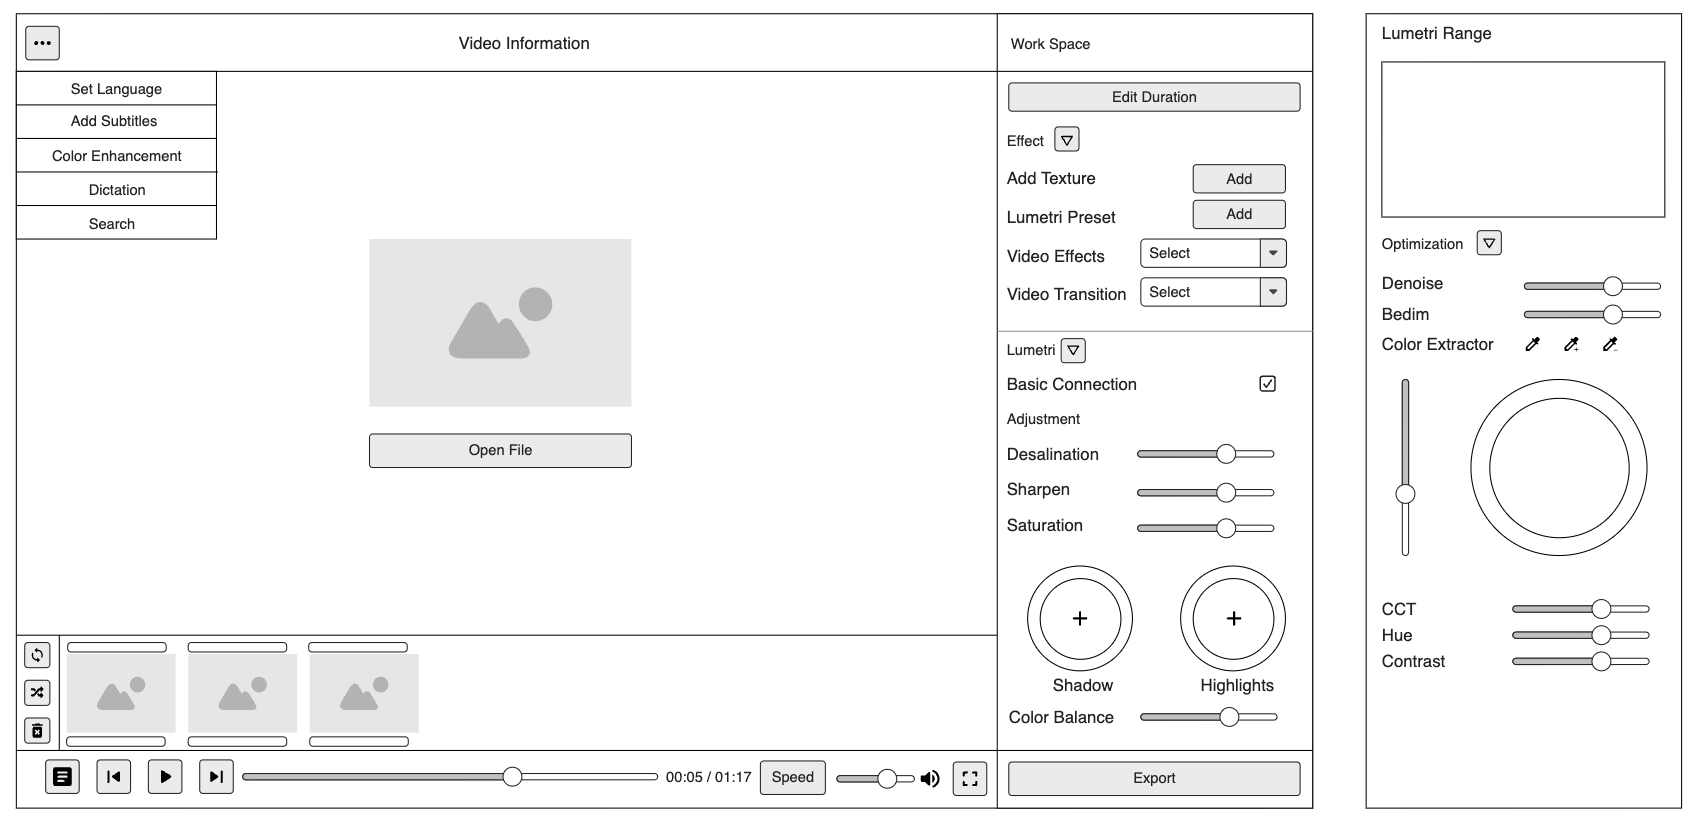 Video Information
Set Language
Add Subtitles
Color Enhancement
Dictation
Search
Open File
00:05 / 01:17
Speed
Work Space
Edit Duration
Effect
Add Texture Add
Lumetri Preset Add
Video Effects Select
Video Transition Select
Lumetri
Basic Connection
Adjustment
Desalination
Sharpen
Saturation
Shadow Highlights
Color Balance
Export
Lumetri Range
Optimization
Denoise
Bedim
Color Extractor
CCT
Hue
Contrast